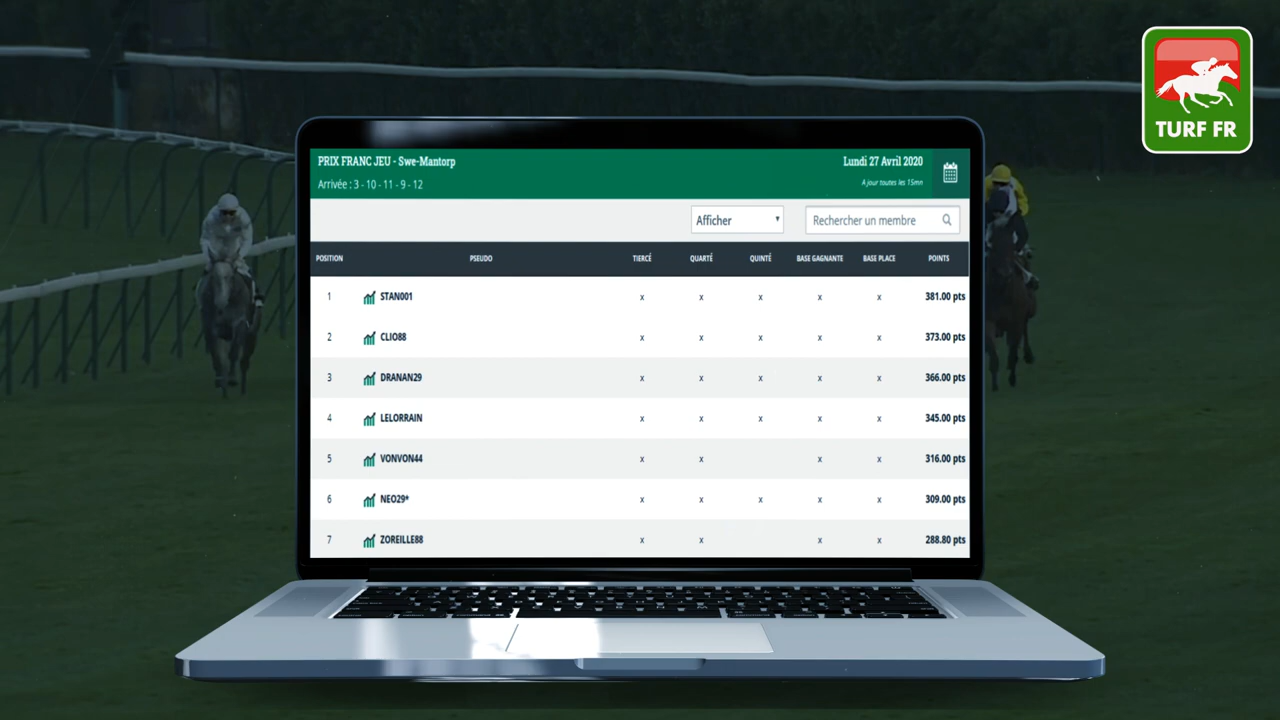 TURF FR
PRIX FRANC JEU - Swe-Mantorp
Lundi 27 Avril 2020
Arrivée : 3 - 10 - 11 - 9 - 12
A jour toutes les 15mn
Afficher
Rechercher un membre
POSITION PSEUDO TIERCÉ QUARTÉ QUINTÉ BASE GAGNANTE BASE PLACE POINTS
1 STAN001 x x x x x 381.00 pts
2 CLIO88 x x x x x 373.00 pts
3 DRANAN29 x x x x x 366.00 pts
4 LELORRAIN x x x x x 345.00 pts
5 VONVON44 x x x x 316.00 pts
6 NEO29* x x x x x 309.00 pts
7 ZOREILLE88 x x x x 288.80 pts